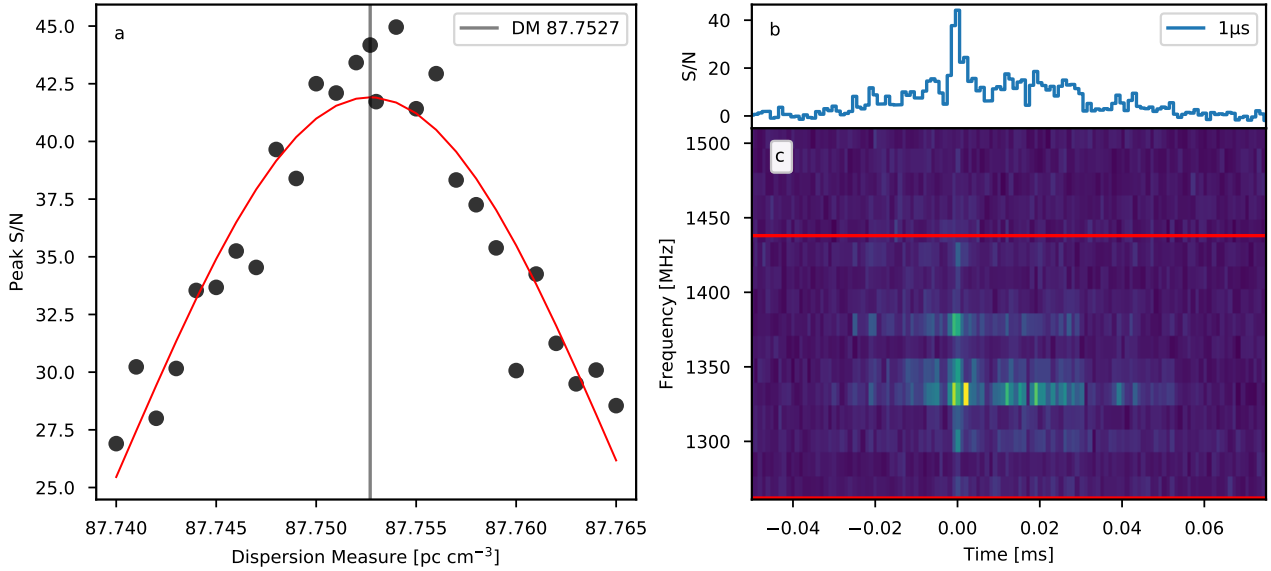 a
DM 87.7527
45.0
42.5
40.0
37.5
35.0
32.5
30.0
27.5
25.0
Peak S/N
87.740 87.745 87.750 87.755 87.760 87.765
Dispersion Measure [pc cm⁻³]
b
1μs
40
20
0
S/N
c
1500
1450
1400
1350
1300
Frequency [MHz]
−0.04 −0.02 0.00 0.02 0.04 0.06
Time [ms]